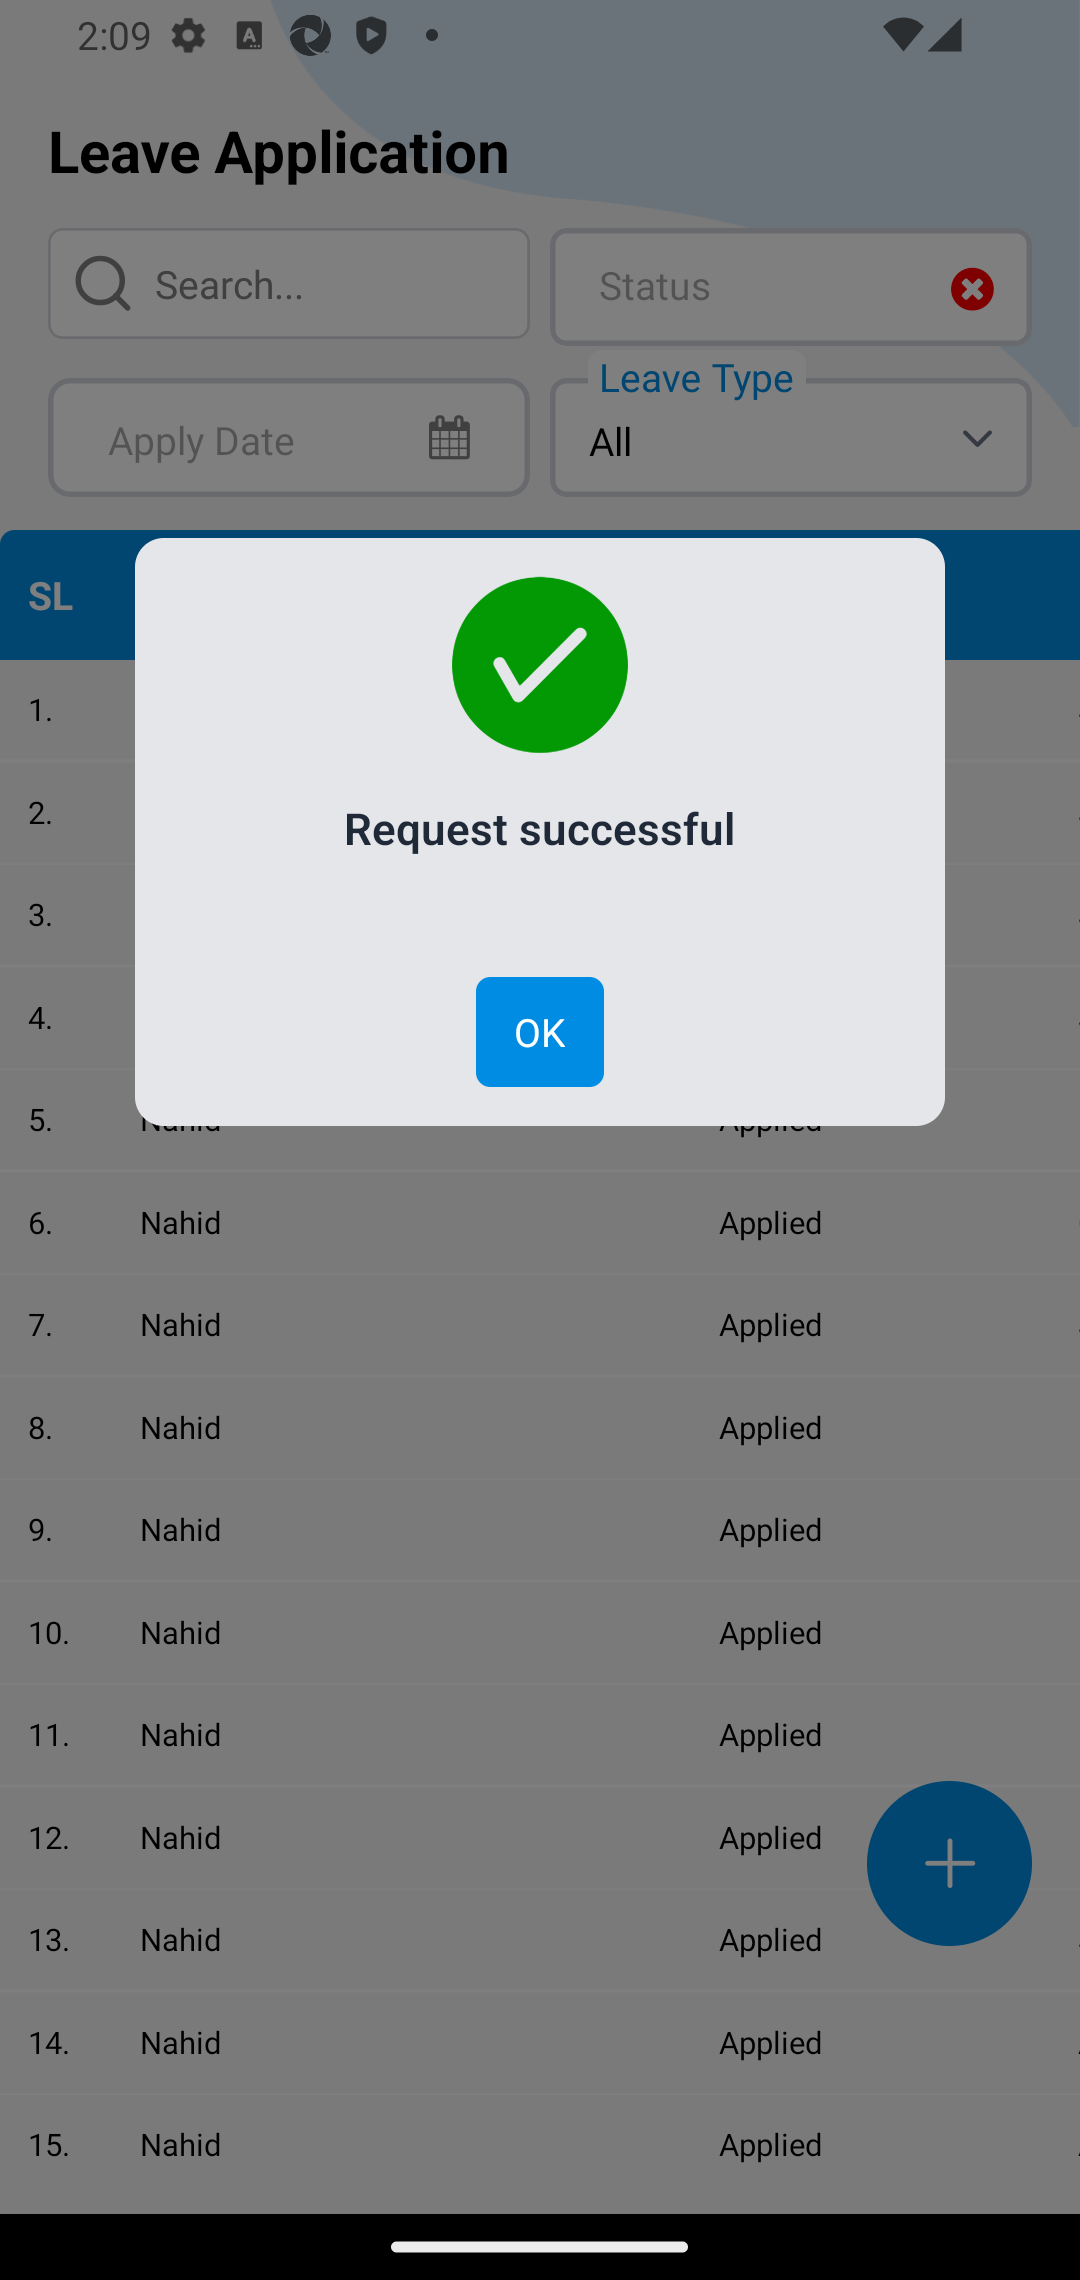 2:09
Leave Application
Search...
Status
Leave Type
Apply Date
All
SL
1.
2.
3.
4.
Request successful
OK
5. Nahid Applied
6. Nahid Applied
7. Nahid Applied
8. Nahid Applied
9. Nahid Applied
10. Nahid Applied
11. Nahid Applied
12. Nahid Applied
13. Nahid Applied
14. Nahid Applied
15. Nahid Applied